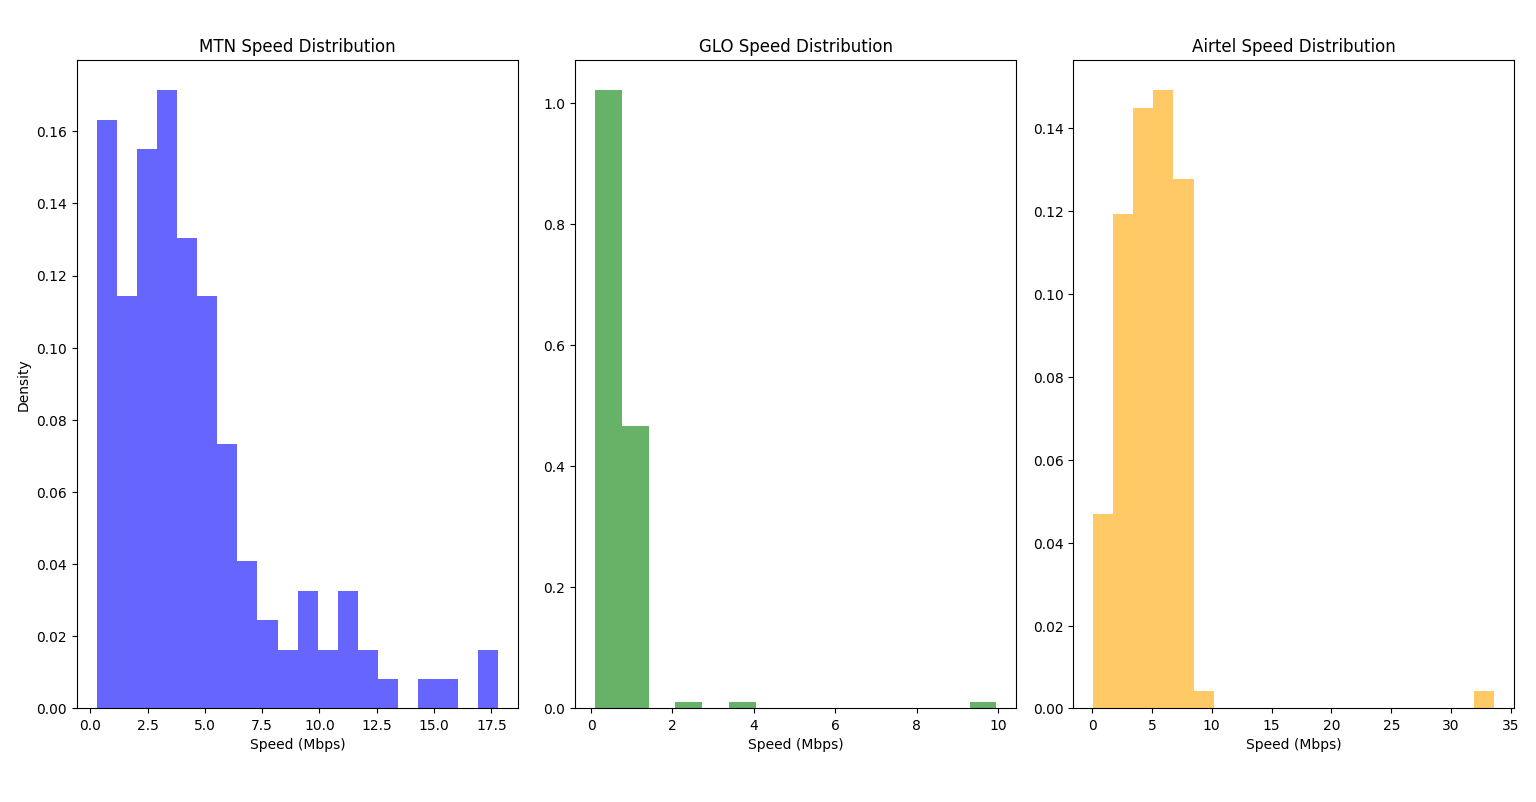 MTN Speed Distribution
GLO Speed Distribution
Airtel Speed Distribution
Density
0.16
0.14
0.12
0.10
0.08
0.06
0.04
0.02
0.00
0.0 2.5 5.0 7.5 10.0 12.5 15.0 17.5
Speed (Mbps)
1.0
0.8
0.6
0.4
0.2
0.0
0 2 4 6 8 10
Speed (Mbps)
0.14
0.12
0.10
0.08
0.06
0.04
0.02
0.00
0 5 10 15 20 25 30 35
Speed (Mbps)